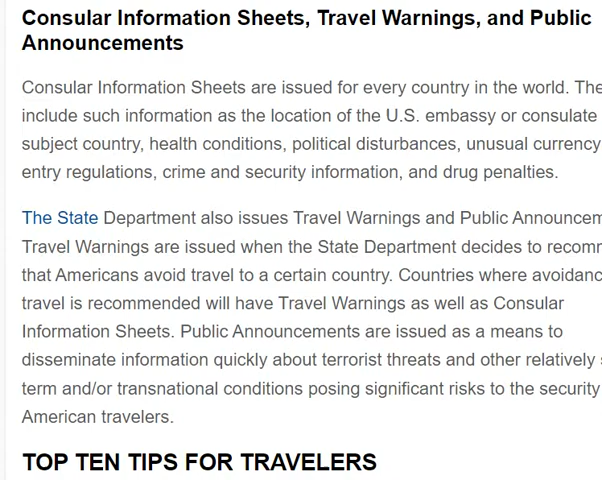 Consular Information Sheets, Travel Warnings, and Public
Announcements
Consular Information Sheets are issued for every country in the world. The
include such information as the location of the U.S. embassy or consulate
subject country, health conditions, political disturbances, unusual currency
entry regulations, crime and security information, and drug penalties.
The State Department also issues Travel Warnings and Public Announcem
Travel Warnings are issued when the State Department decides to recomm
that Americans avoid travel to a certain country. Countries where avoidanc
travel is recommended will have Travel Warnings as well as Consular
Information Sheets. Public Announcements are issued as a means to
disseminate information quickly about terrorist threats and other relatively
term and/or transnational conditions posing significant risks to the security
American travelers.
TOP TEN TIPS FOR TRAVELERS